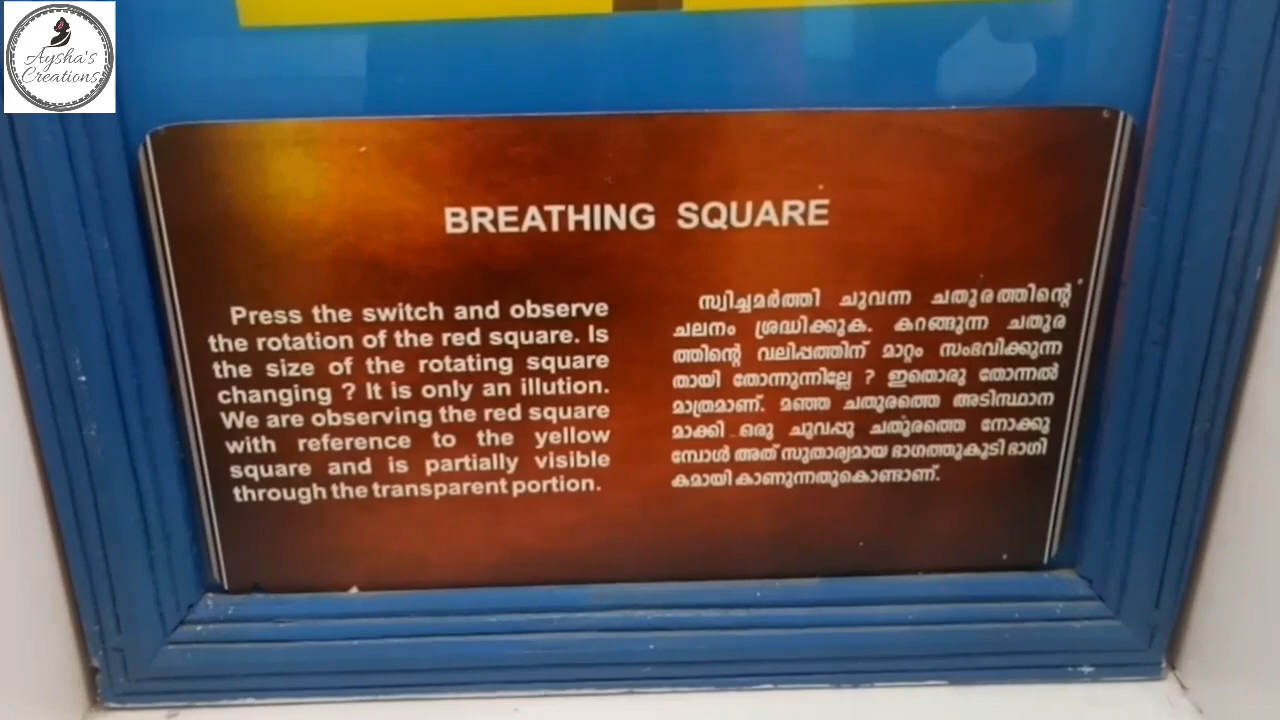 Aysha's
Creations
BREATHING SQUARE
Press the switch and observe
the rotation of the red square. Is
the size of the rotating square
changing ? It is only an illution.
We are observing the red square
with reference to the yellow
square and is partially visible
through the transparent portion.
സ്വിച്ചമർത്തി ചുവന്ന ചതുരത്തിന്റെ
ചലനം ശ്രദ്ധിക്കുക. കറങ്ങുന്ന ചതുര
ത്തിന്റെ വലിപ്പത്തിന് മാറ്റം സംഭവിക്കുന്ന
തായി തോന്നുന്നില്ലേ ? ഇതൊരു തോന്നൽ
മാത്രമാണ്. മഞ്ഞ ചതുരത്തെ അടിസ്ഥാന
മാക്കി ഒരു ചുവപ്പു ചതുരത്തെ നോക്കു
മ്പോൾ അത് സുതാര്യമായ ഭാഗത്തുകൂടി ഭാഗി
കമായി കാണുന്നതുകൊണ്ടാണ്.